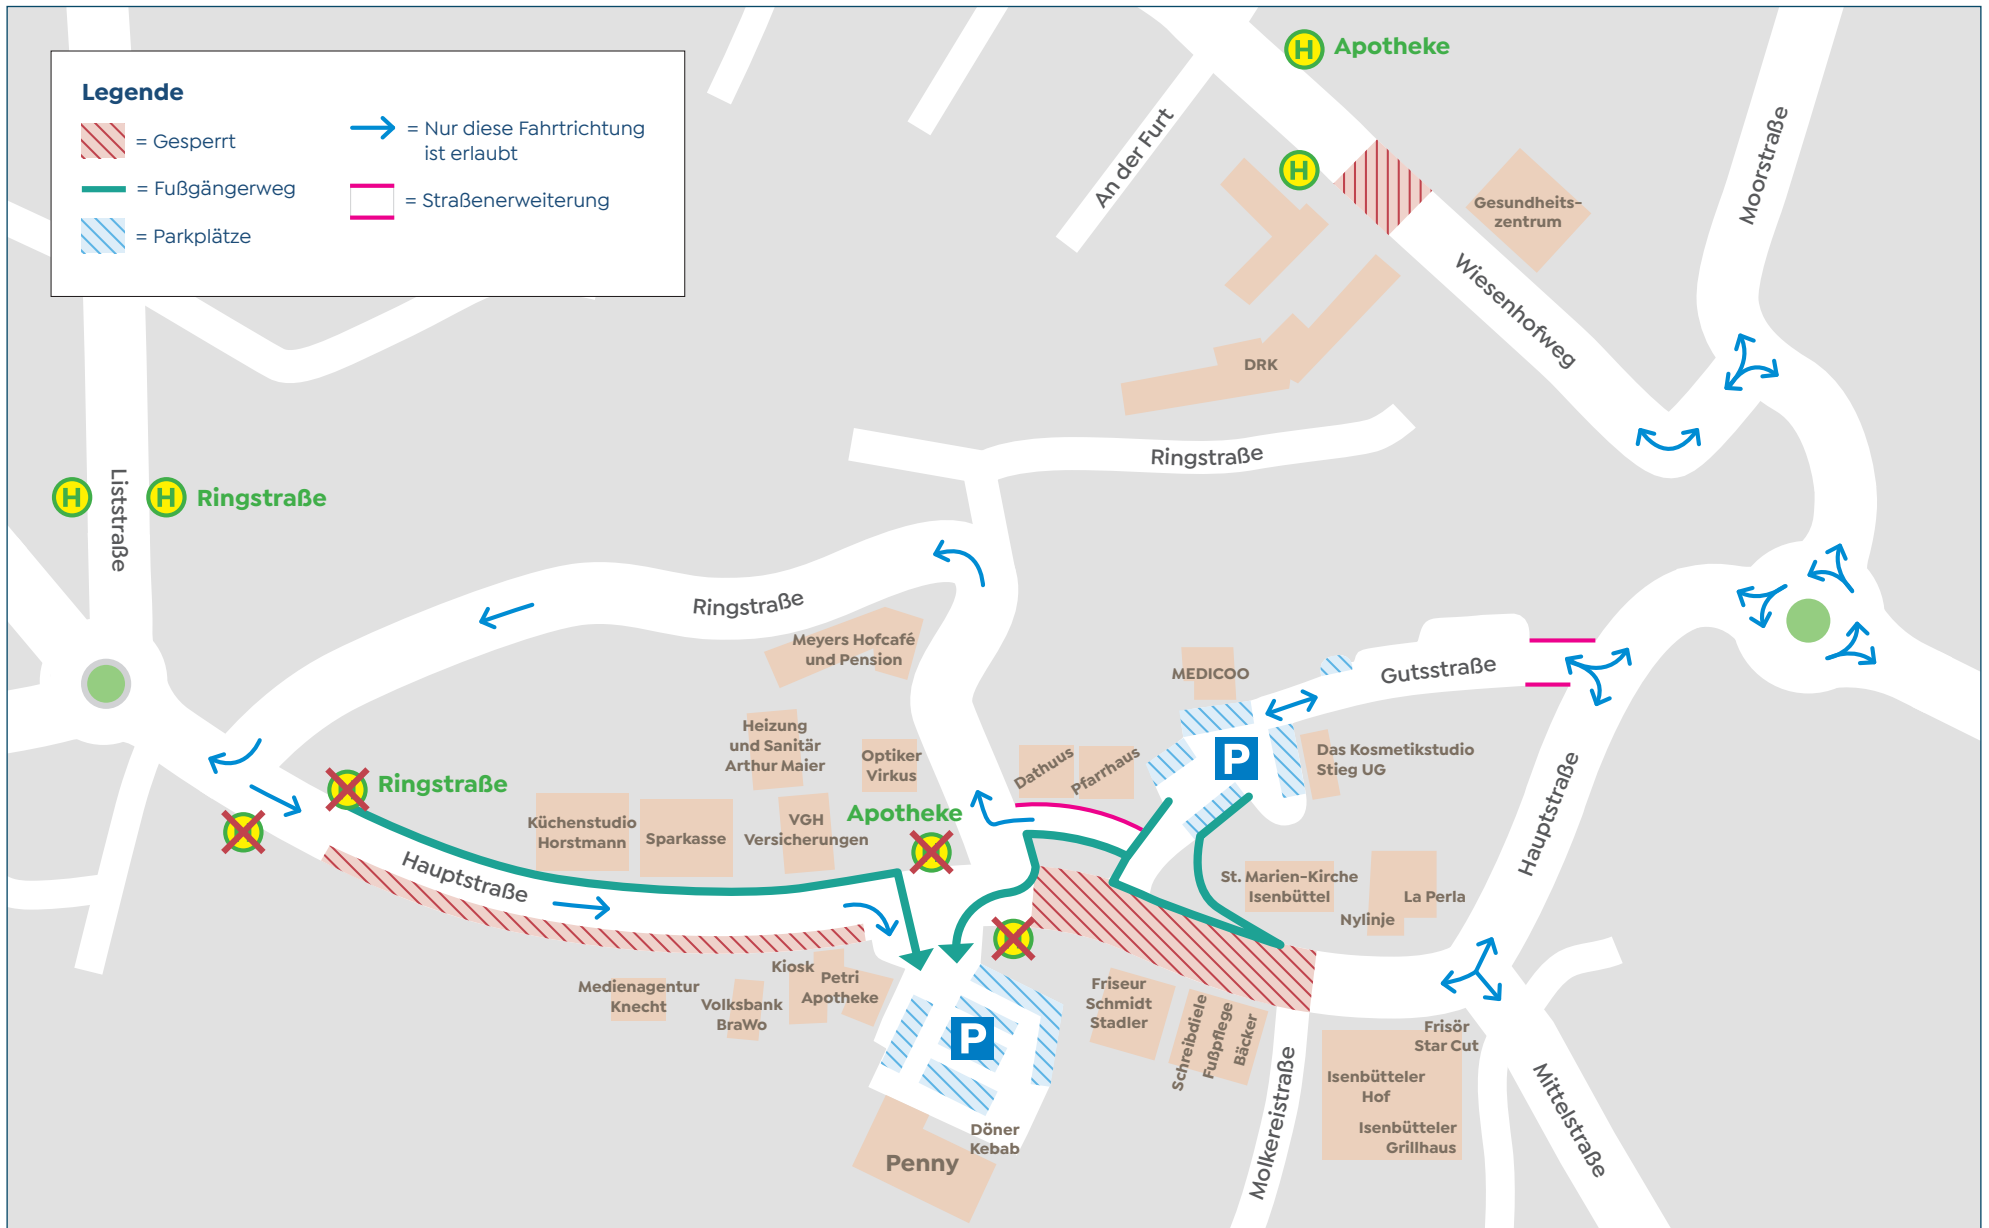 Legende
= Gesperrt
= Fußgängerweg
= Parkplätze
= Nur diese Fahrtrichtung
ist erlaubt
= Straßenerweiterung
H
Apotheke
H
An der Furt
Gesundheits-
zentrum
Moorstraße
Wiesenhofweg
DRK
Ringstraße
H
H
Ringstraße
Liststraße
Ringstraße
Meyers Hofcafé
und Pension
MEDICOO
Gutsstraße
Heizung
und Sanitär
Arthur Maier
Optiker
Virkus
Dathuus
Pfarrhaus
P
Das Kosmetikstudio
Stieg UG
Hauptstraße
Ringstraße
Apotheke
Küchenstudio
Horstmann
Sparkasse
VGH
Versicherungen
Hauptstraße
St. Marien-Kirche
Isenbüttel
La Perla
Nylinje
Kiosk
Petri
Apotheke
Medienagentur
Knecht
Volksbank
BraWo
P
Friseur
Schmidt
Stadler
Schreibdiele
Fußpflege
Bäcker
Frisör
Star Cut
Isenbütteler
Hof
Isenbütteler
Grillhaus
Molkereistraße
Mittelstraße
Döner
Kebab
Penny